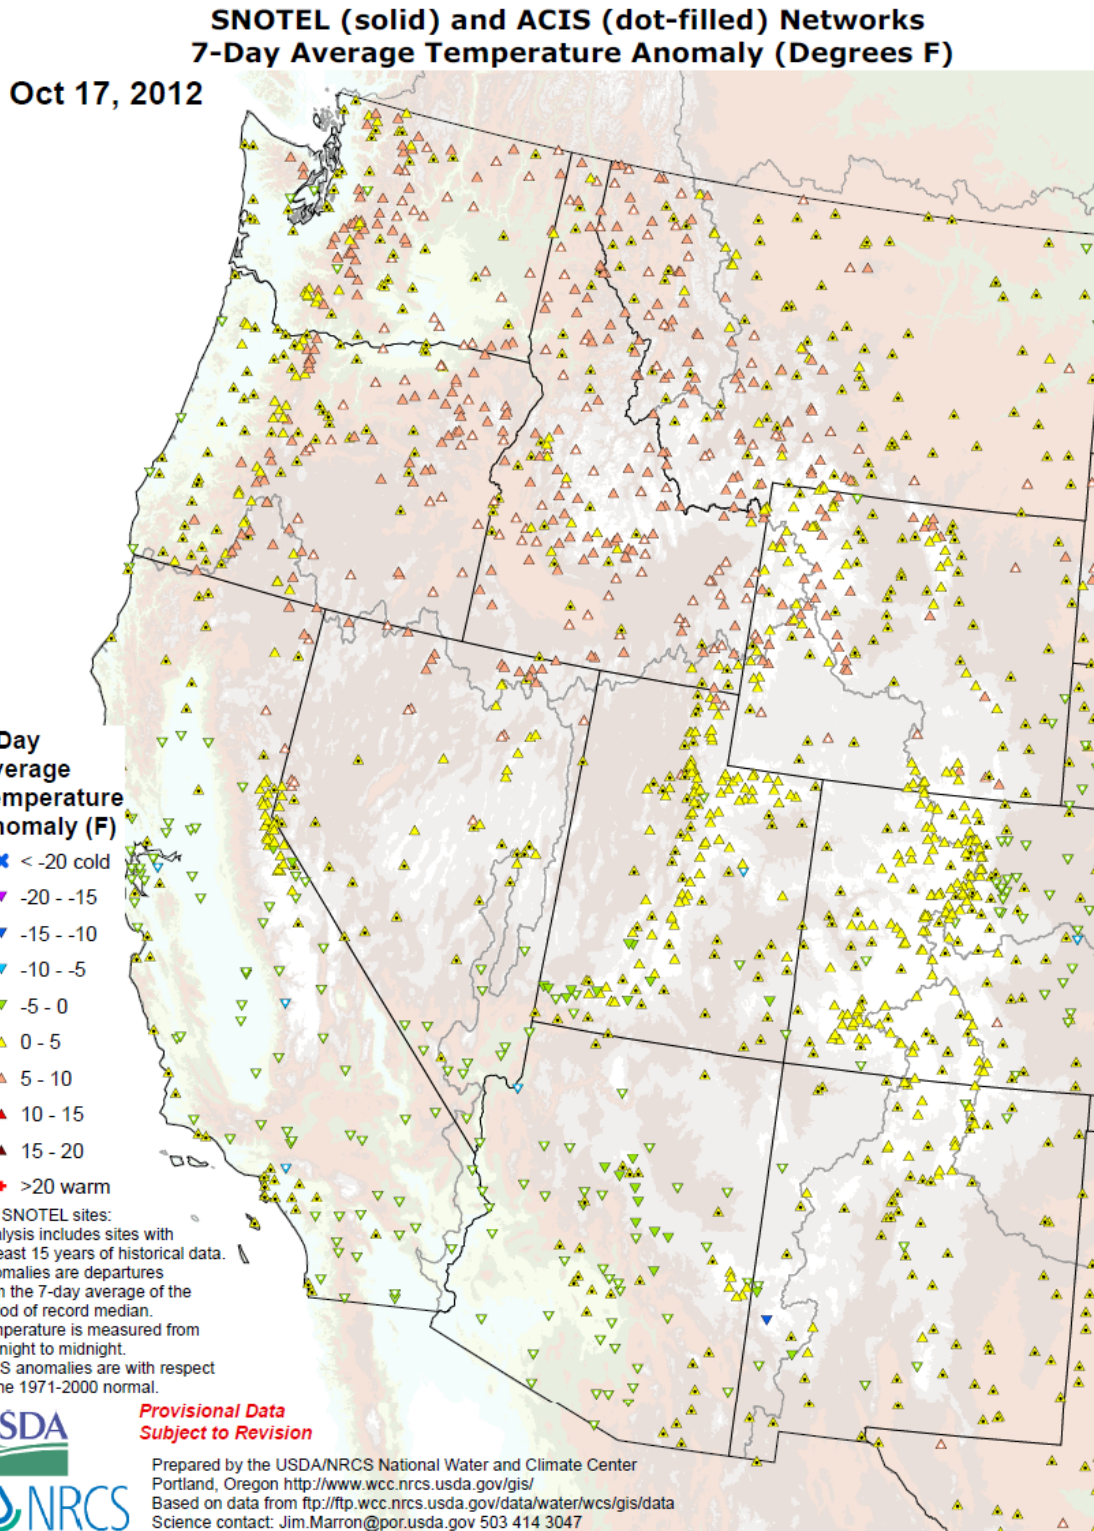 SNOTEL (solid) and ACIS (dot-filled) Networks
7-Day Average Temperature Anomaly (Degrees F)
Oct 17, 2012
Day
verage
emperature
nomaly (F)
< -20 cold
-20 - -15
-15 - -10
-10 - -5
-5 - 0
0 - 5
5 - 10
10 - 15
15 - 20
>20 warm
SNOTEL sites:
alysis includes sites with
east 15 years of historical data.
omalies are departures
m the 7-day average of the
od of record median.
mperature is measured from
night to midnight.
S anomalies are with respect
ne 1971-2000 normal.
SDA
NRCS
Provisional Data
Subject to Revision
Prepared by the USDA/NRCS National Water and Climate Center
Portland, Oregon http://www.wcc.nrcs.usda.gov/gis/
Based on data from ftp://ftp.wcc.nrcs.usda.gov/data/water/wcs/gis/data
Science contact: Jim.Marron@por.usda.gov 503 414 3047